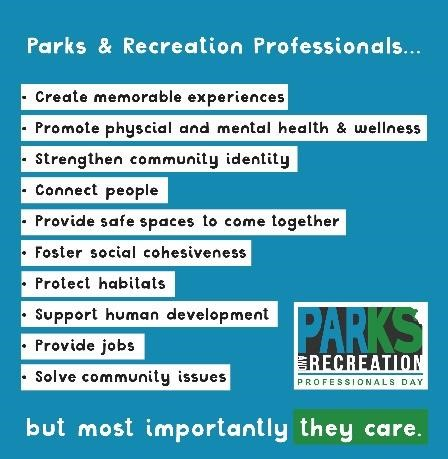 Parks & Recreation Professionals...
• Create memorable experiences
• Promote physcial and mental health & wellness
• Strengthen community identity
• Connect people
• Provide safe spaces to come together
• Foster social cohesiveness
• Protect habitats
• Support human development
• Provide jobs
• Solve community issues
PARKS
AND RECREATION
PROFESSIONALS DAY
but most importantly they care.